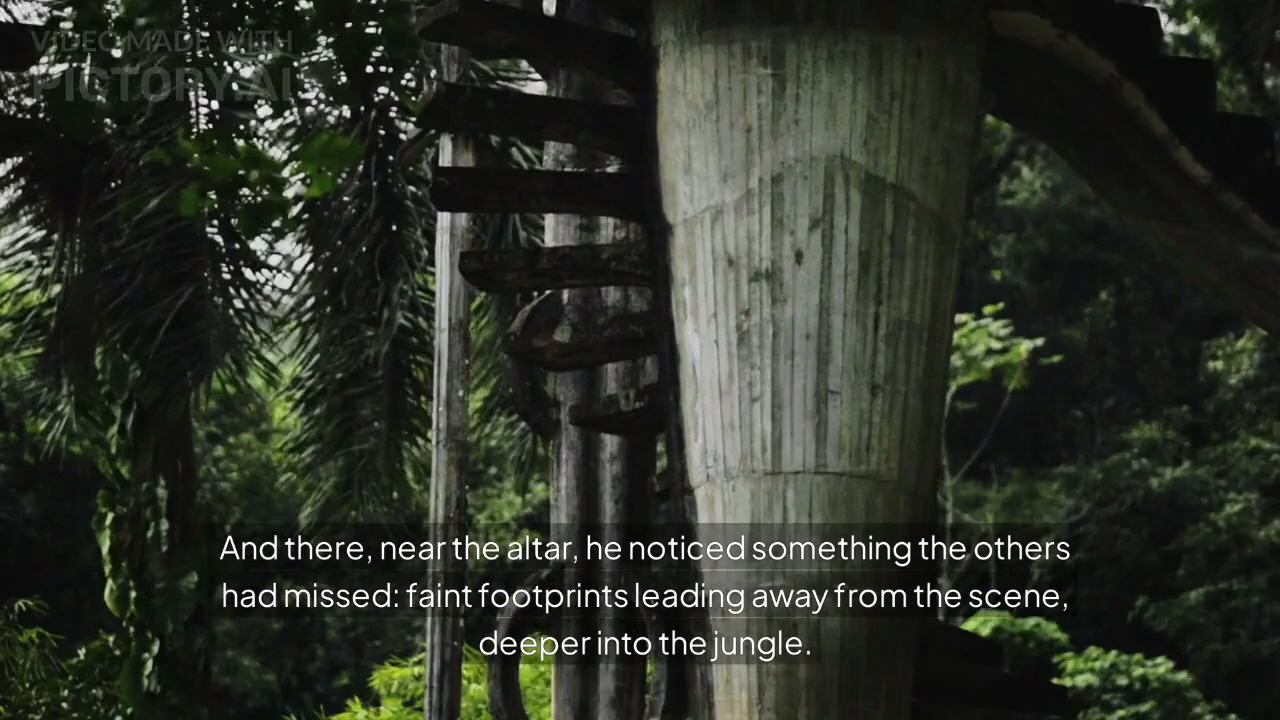 VIDEO MADE WITH
PICTORY.AI
And there, near the altar, he noticed something the others
had missed: faint footprints leading away from the scene,
deeper into the jungle.